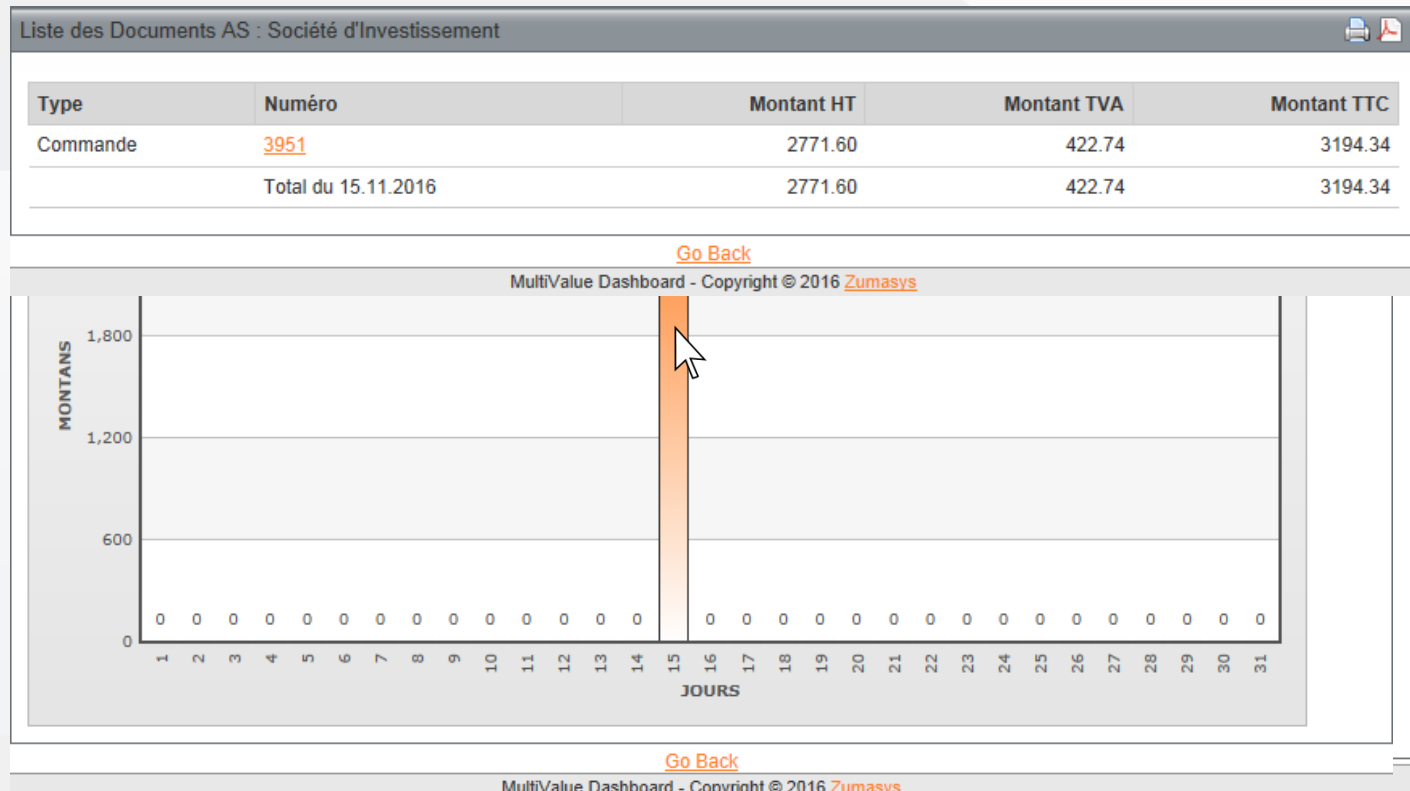 Liste des Documents AS : Société d'Investissement
Type Numéro Montant HT Montant TVA Montant TTC
Commande 3951 2771.60 422.74 3194.34
Total du 15.11.2016 2771.60 422.74 3194.34
Go Back
MultiValue Dashboard - Copyright © 2016 Zumasys
MONTANS
1,800
1,200
600
0
0 0 0 0 0 0 0 0 0 0 0 0 0 0 0 0 0 0 0 0 0 0 0 0 0 0 0 0 0 0
1 2 3 4 5 6 7 8 9 10 11 12 13 14 15 16 17 18 19 20 21 22 23 24 25 26 27 28 29 30 31
JOURS
Go Back
MultiValue Dashboard - Copyright © 2016 Zumasys